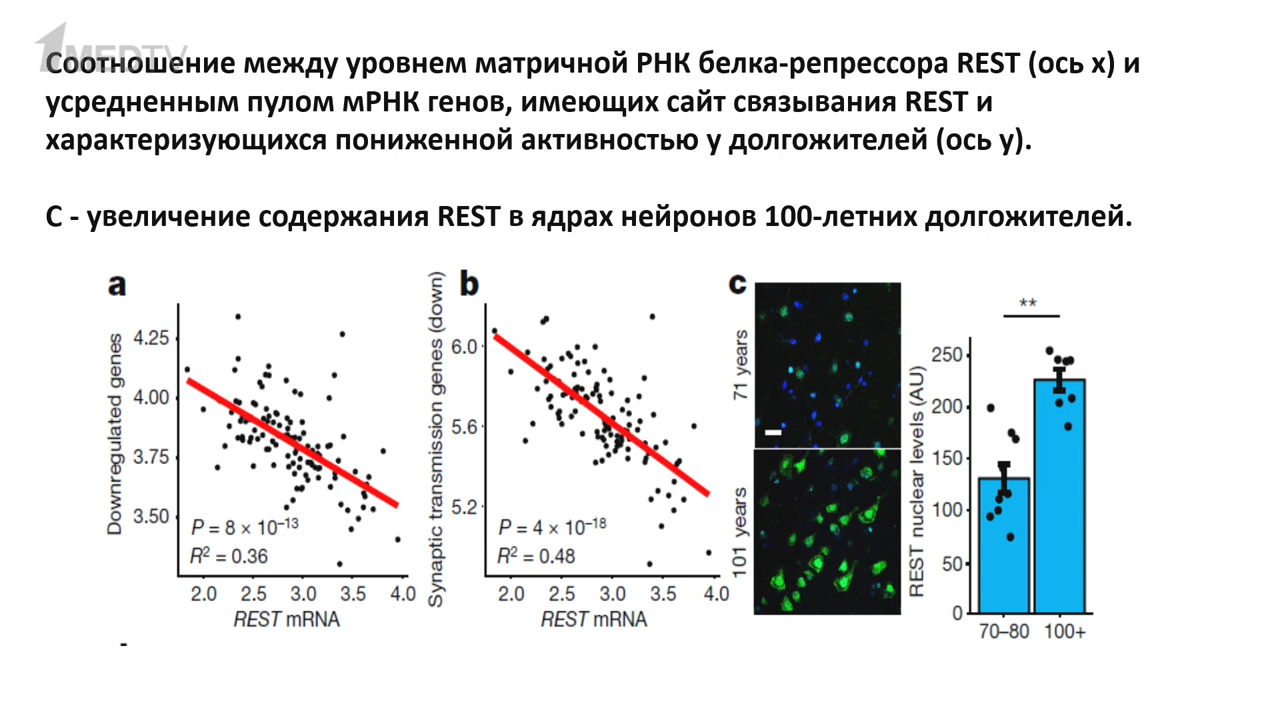 1MEDTV
Соотношение между уровнем матричной РНК белка-репрессора REST (ось x) и
усредненным пулом мРНК генов, имеющих сайт связывания REST и
характеризующихся пониженной активностью у долгожителей (ось y).
С - увеличение содержания REST в ядрах нейронов 100-летних долгожителей.
a
Downregulated genes
4.25
4.00
3.75
3.50
P = 8 × 10–13
R2 = 0.36
2.0 2.5 3.0 3.5 4.0
REST mRNA
b
Synaptic transmission genes (down)
6.0
5.6
5.2
P = 4 × 10–18
R2 = 0.48
2.0 2.5 3.0 3.5 4.0
REST mRNA
c
71 years
101 years
REST nuclear levels (AU)
**
250
200
150
100
50
0
70–80 100+
-